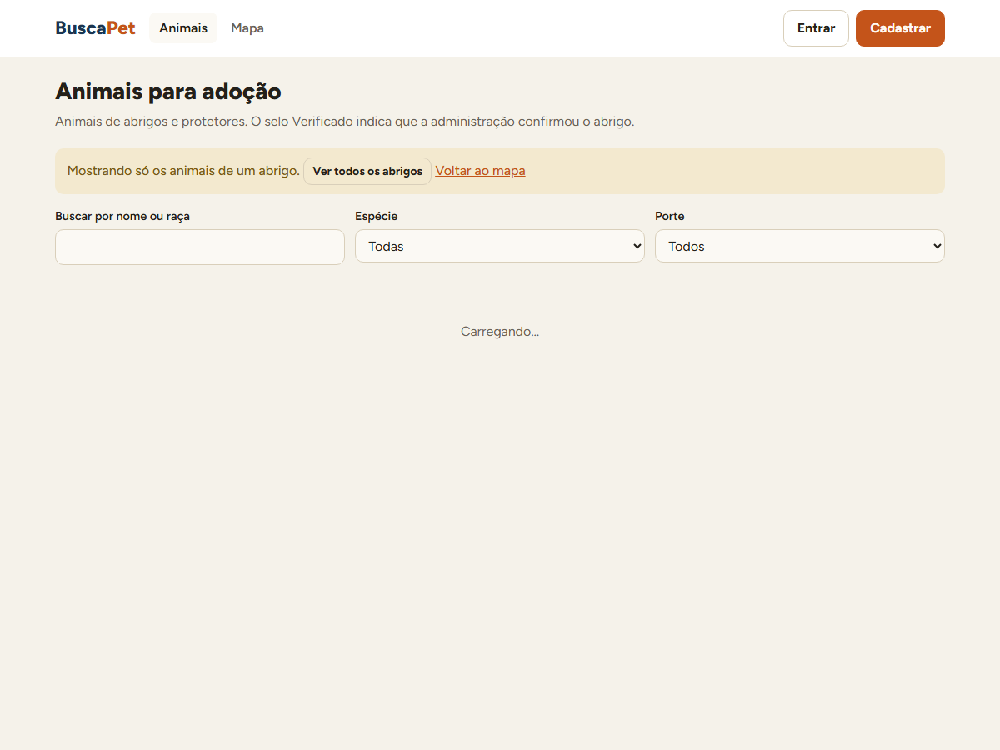 BuscaPet Animais Mapa Entrar Cadastrar
Animais para adoção
Animais de abrigos e protetores. O selo Verificado indica que a administração confirmou o abrigo.
Mostrando só os animais de um abrigo. Ver todos os abrigos Voltar ao mapa
Buscar por nome ou raça Espécie Porte
Todas Todos
Carregando...